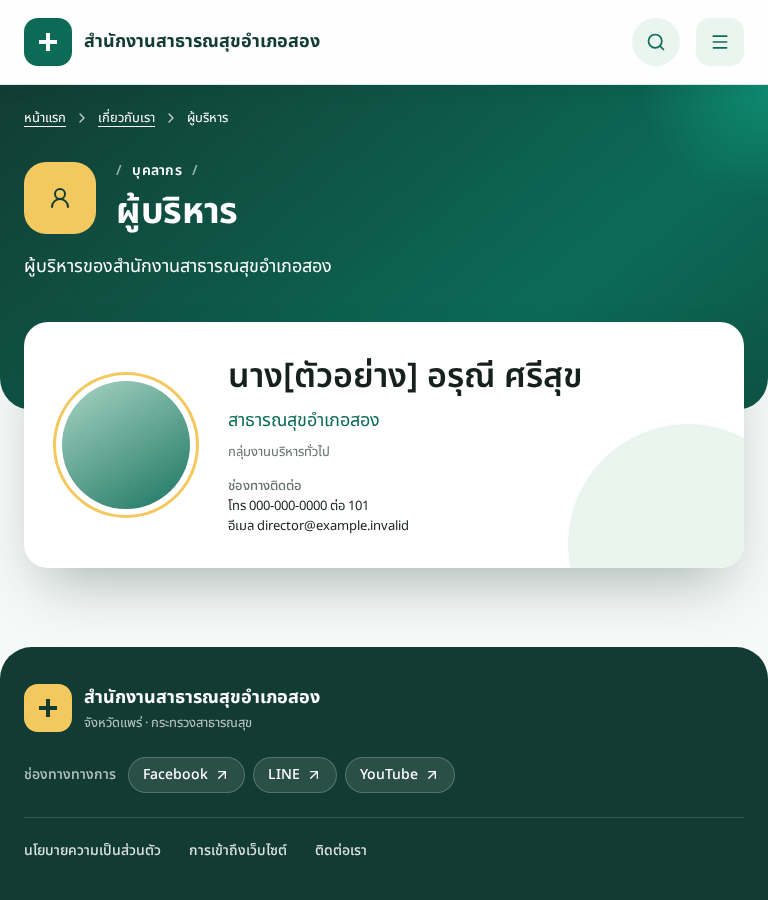 สำนักงานสาธารณสุขอำเภอสอง
หน้าแรก เกี่ยวกับเรา ผู้บริหาร
/ บุคลากร /
ผู้บริหาร
ผู้บริหารของสำนักงานสาธารณสุขอำเภอสอง
นาง[ตัวอย่าง] อรุณี ศรีสุข
สาธารณสุขอำเภอสอง
กลุ่มงานบริหารทั่วไป
ช่องทางติดต่อ
โทร 000-000-0000 ต่อ 101
อีเมล director@example.invalid
สำนักงานสาธารณสุขอำเภอสอง
จังหวัดแพร่ · กระทรวงสาธารณสุข
ช่องทางทางการ Facebook LINE YouTube
นโยบายความเป็นส่วนตัว การเข้าถึงเว็บไซต์ ติดต่อเรา